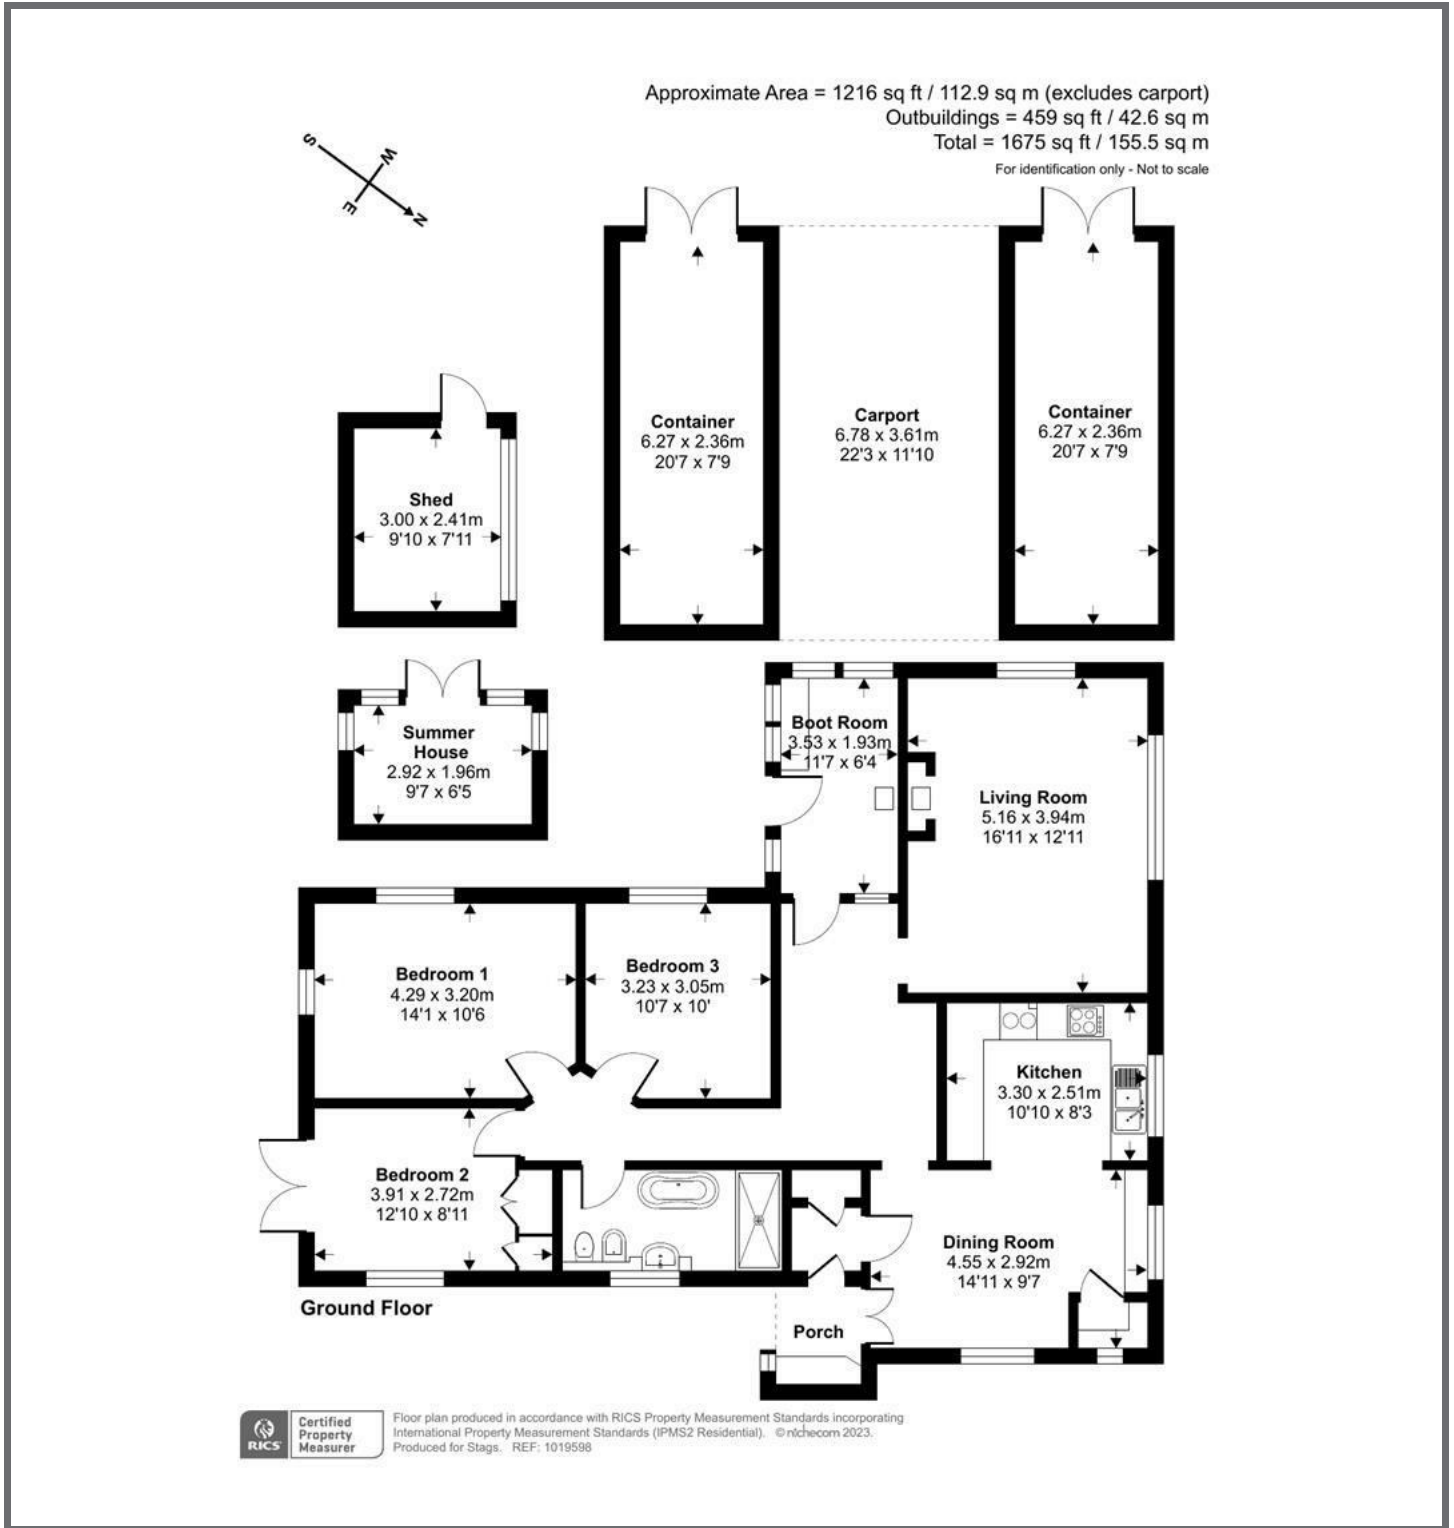 Approximate Area = 1216 sq ft / 112.9 sq m (excludes carport)
Outbuildings = 459 sq ft / 42.6 sq m
Total = 1675 sq ft / 155.5 sq m
For identification only - Not to scale
S
W
E
N
Container
6.27 x 2.36m
20'7 x 7'9
Carport
6.78 x 3.61m
22'3 x 11'10
Container
6.27 x 2.36m
20'7 x 7'9
Shed
3.00 x 2.41m
9'10 x 7'11
Summer
House
2.92 x 1.96m
9'7 x 6'5
Boot Room
3.53 x 1.93m
11'7 x 6'4
Living Room
5.16 x 3.94m
16'11 x 12'11
Bedroom 1
4.29 x 3.20m
14'1 x 10'6
Bedroom 3
3.23 x 3.05m
10'7 x 10'
Kitchen
3.30 x 2.51m
10'10 x 8'3
Bedroom 2
3.91 x 2.72m
12'10 x 8'11
Dining Room
4.55 x 2.92m
14'11 x 9'7
Porch
Ground Floor
RICS
Certified
Property
Measurer
Floor plan produced in accordance with RICS Property Measurement Standards incorporating
International Property Measurement Standards (IPMS2 Residential). © nichecom 2023.
Produced for Stags. REF: 1019598